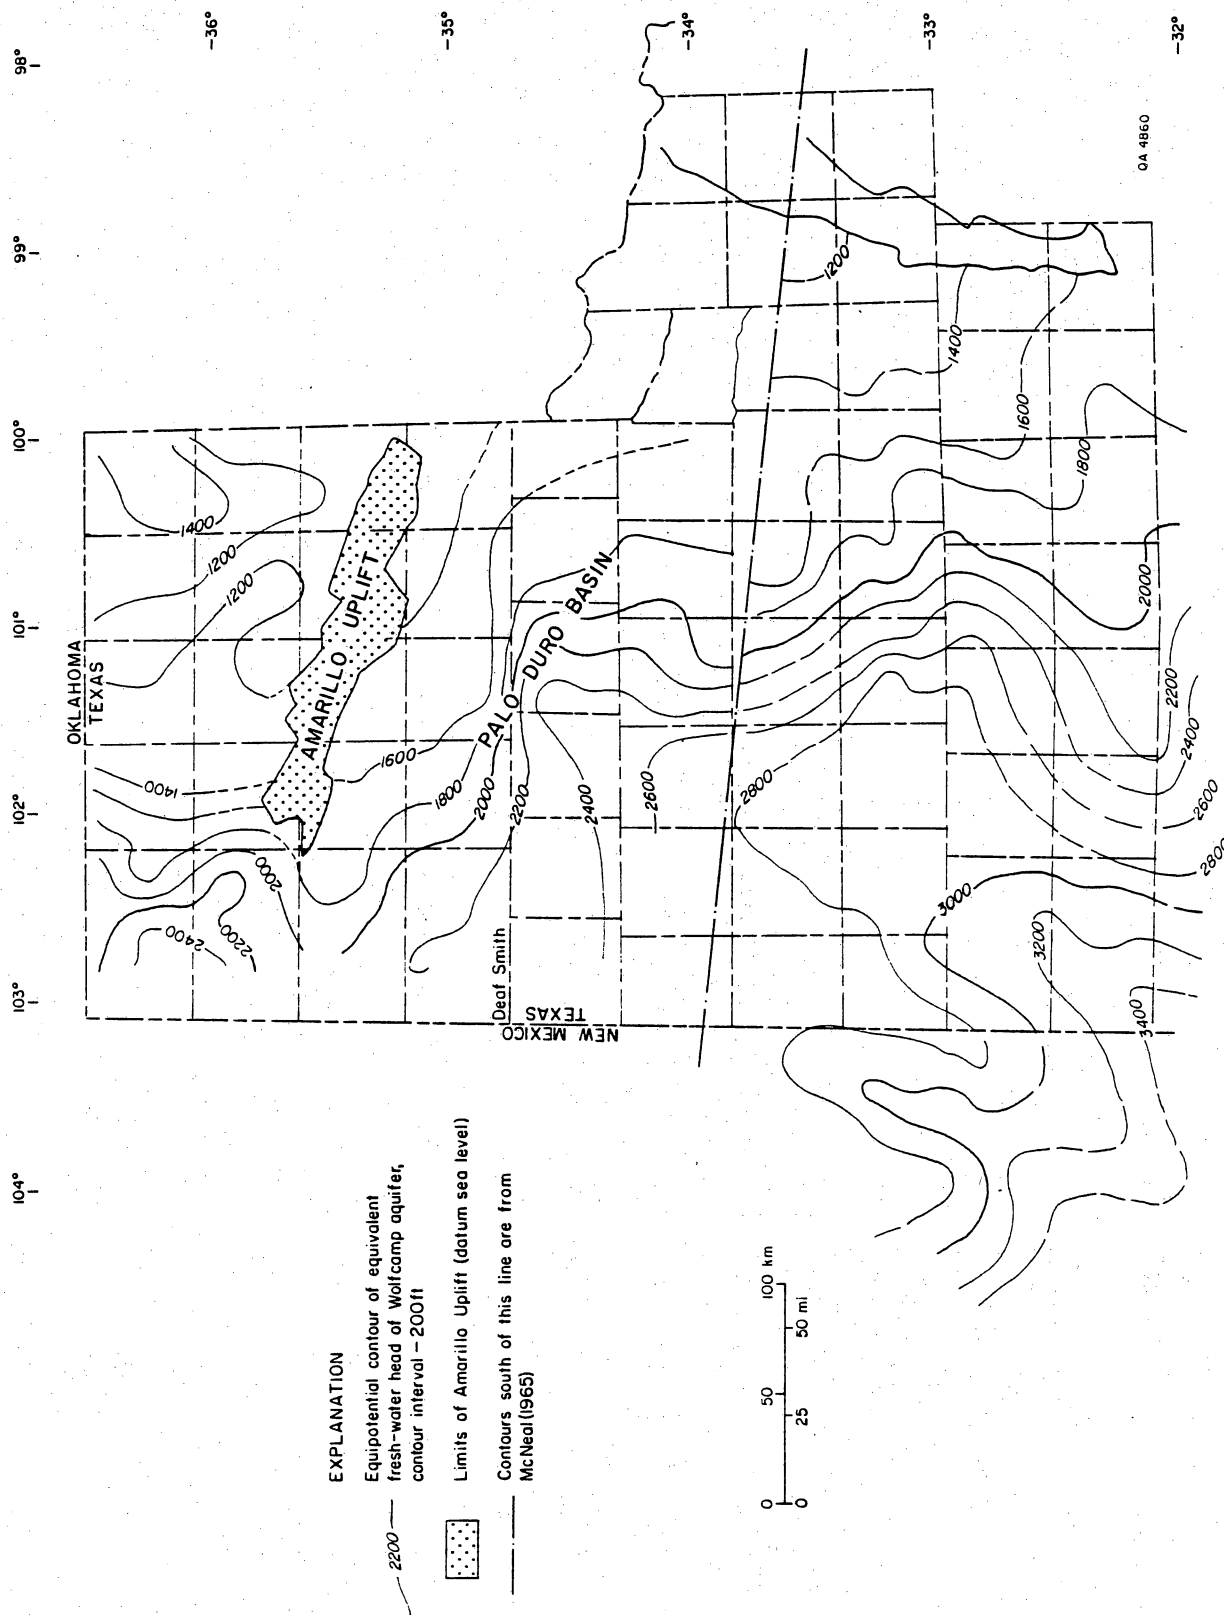 104°
103°
102°
101°
100°
99°
98°
36°
35°
34°
33°
32°
OKLAHOMA
TEXAS
NEW MEXICO
TEXAS
Deaf Smith
AMARILLO UPLIFT
PALO DURO BASIN
1400
1200
1200
1400
2000
2200
2400
1600
1800
2000
2200
2400
2600
2800
3000
3200
3400
1200
1400
1600
1800
2000
2200
2400
2600
2800
EXPLANATION
2200
Equipotential contour of equivalent
fresh-water head of Wolfcamp aquifer,
contour interval – 200ft
Limits of Amarillo Uplift (datum sea level)
Contours south of this line are from
McNeal (1965)
0 50 100 km
0 25 50 mi
QA 4860